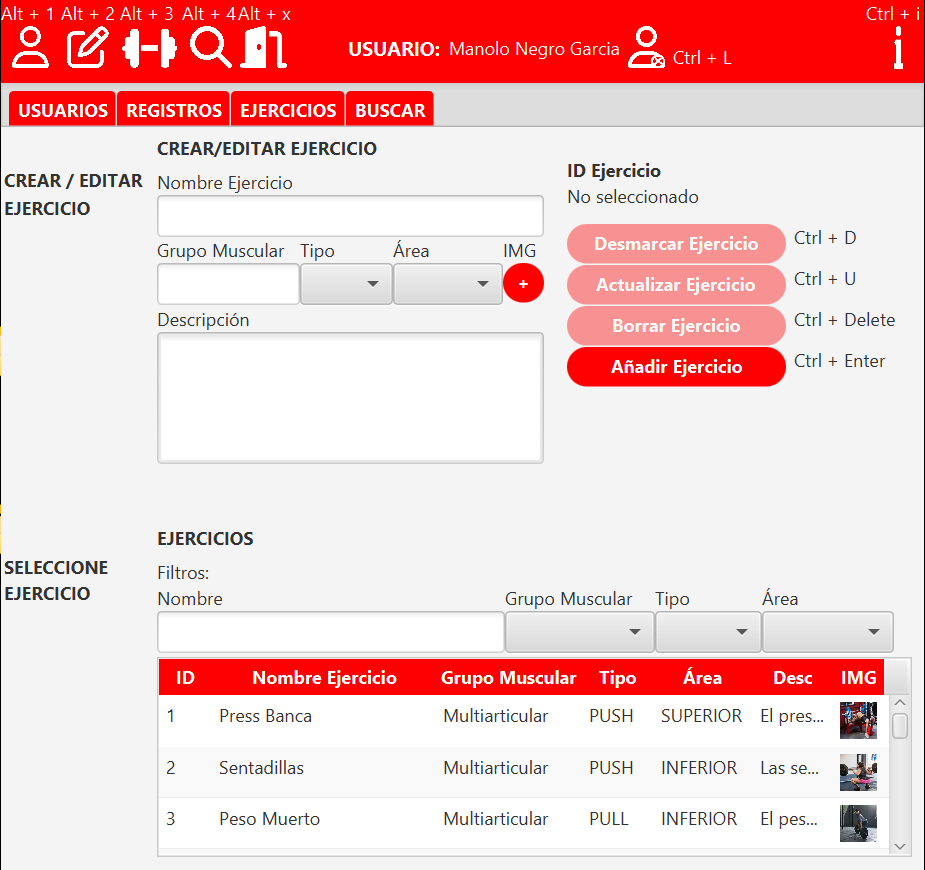 Alt + 1 Alt + 2 Alt + 3 Alt + 4 Alt + x Ctrl + i
USUARIO: Manolo Negro Garcia Ctrl + L
USUARIOS REGISTROS EJERCICIOS BUSCAR
CREAR / EDITAR
EJERCICIO
CREAR/EDITAR EJERCICIO
Nombre Ejercicio
Grupo Muscular Tipo Área IMG
+
Descripción
ID Ejercicio
No seleccionado
Desmarcar Ejercicio Ctrl + D
Actualizar Ejercicio Ctrl + U
Borrar Ejercicio Ctrl + Delete
Añadir Ejercicio Ctrl + Enter
SELECCIONE
EJERCICIO
EJERCICIOS
Filtros:
Nombre Grupo Muscular Tipo Área
ID Nombre Ejercicio Grupo Muscular Tipo Área Desc IMG
1 Press Banca Multiarticular PUSH SUPERIOR El pres...
2 Sentadillas Multiarticular PUSH INFERIOR Las se...
3 Peso Muerto Multiarticular PULL INFERIOR El pes...